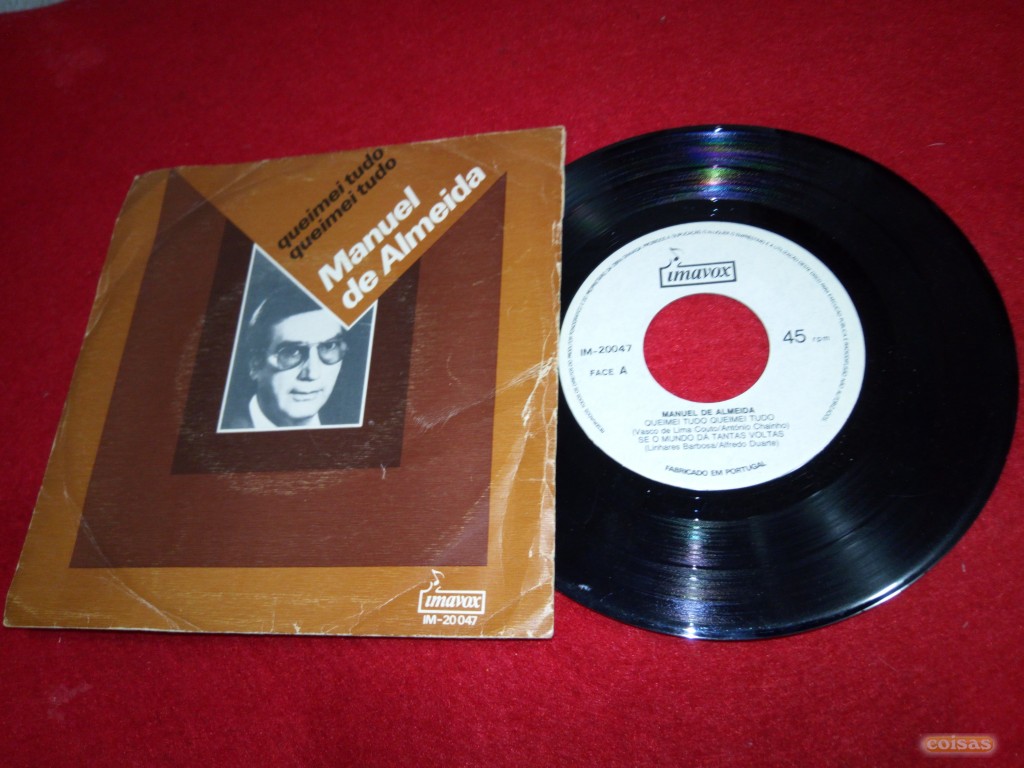 queimei tudo
queimei tudo
Manuel
de Almeida
imavox
IM-20047
imavox
IM-20047
45 rpm
FACE A
MANUEL DE ALMEIDA
QUEIMEI TUDO QUEIMEI TUDO
(Vasco de Lima Couto/António Chainho)
SE O MUNDO DÁ TANTAS VOLTAS
(Linhares Barbosa/Alfredo Duarte)
FABRICADO EM PORTUGAL
coisas